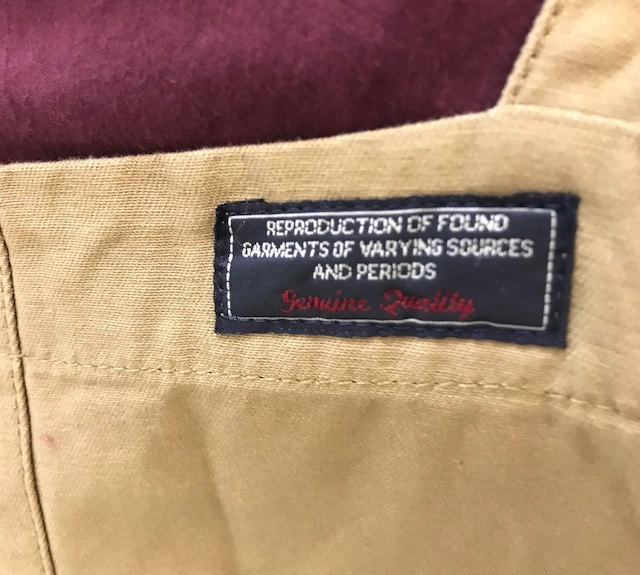 REPRODUCTION OF FOUND
GARMENTS OF VARYING SOURCES
AND PERIODS
Genuine Quality